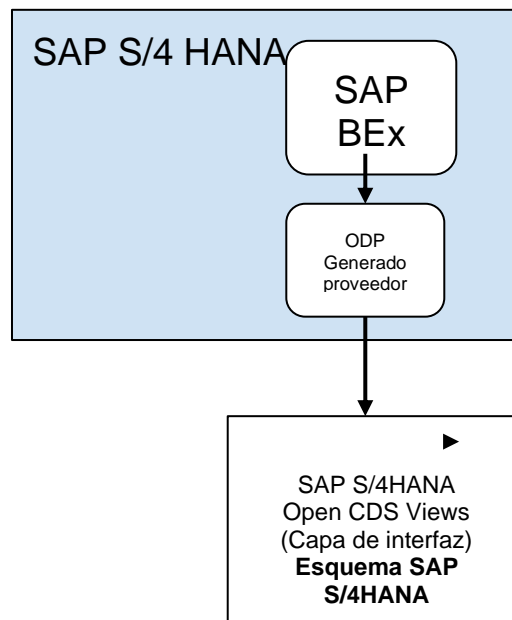 SAP S/4 HANA
SAP
BEx
ODP
Generado
proveedor
SAP S/4HANA
Open CDS Views
(Capa de interfaz)
Esquema SAP
S/4HANA